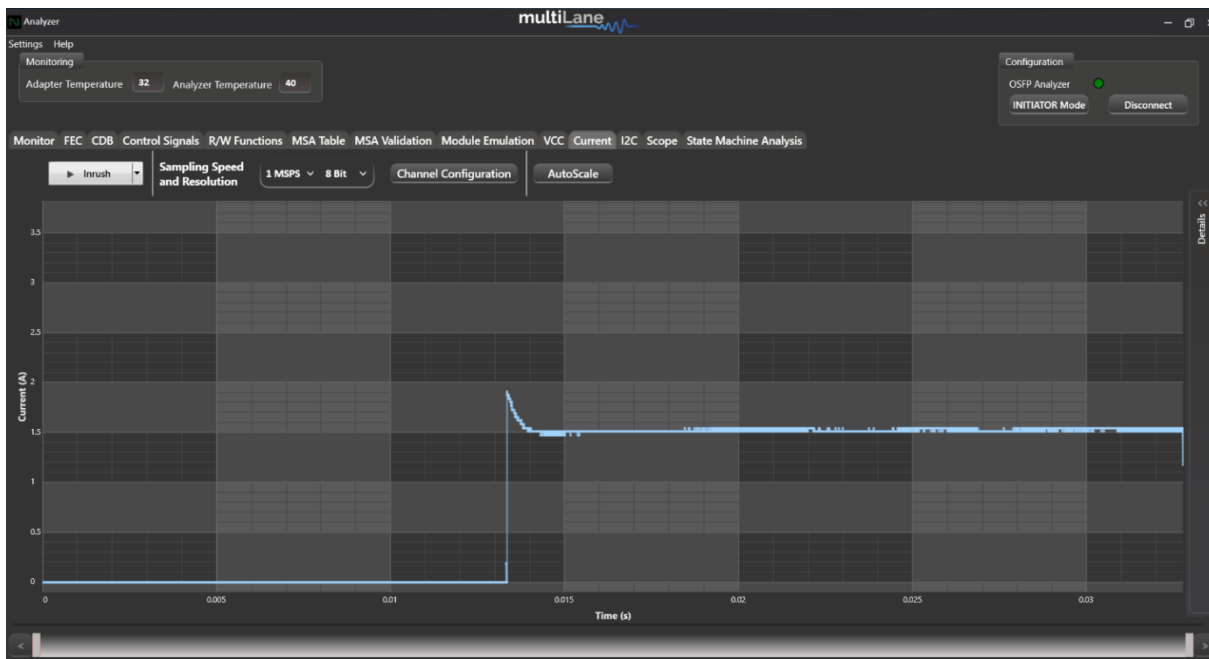 Analyzer
multiLane
Settings Help
Monitoring
Adapter Temperature 32 Analyzer Temperature 40
Configuration
OSFP Analyzer
INITIATOR Mode Disconnect
Monitor FEC CDB Control Signals R/W Functions MSA Table MSA Validation Module Emulation VCC Current I2C Scope State Machine Analysis
Inrush
Sampling Speed
and Resolution
1 MSPS 8 Bit Channel Configuration AutoScale
<<
Details
3.5
3
2.5
2
1.5
1
0.5
0
Current (A)
0 0.005 0.01 0.015 0.02 0.025 0.03
Time (s)
< >